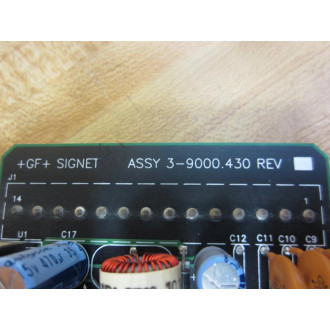 +GF+ SIGNET ASSY 3-9000.430 REV
J1
14 1
U1 C17 C12 C11 C10 C9